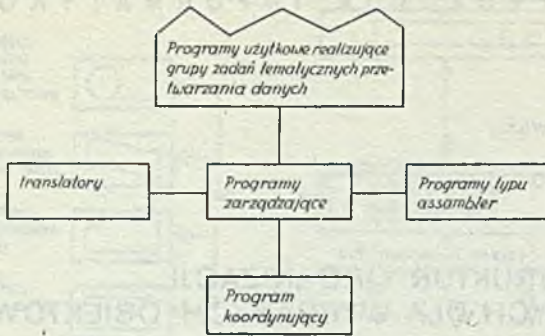 Programy użytkowe realizujące
grupy zadań tematycznych prze-
twarzania danych
translatory
Programy
zarządzające
Programy typu
assambler
Program
koordynujący